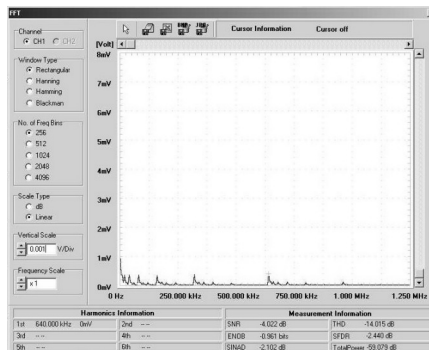 FFT
Channel
CH1 CH2
Window Type
Rectangular
Hanning
Hamming
Blackman
No. of Freq Bins
256
512
1024
2048
4096
Scale Type
dB
Linear
Vertical Scale
0.001 V/Div
Frequency Scale
x1
Cursor Information Cursor off
[Volt]
8mV
7mV
6mV
5mV
4mV
3mV
2mV
1mV
0mV
0 Hz 250.000 kHz 500.000 kHz 750.000 kHz 1.000 MHz 1.250 MHz
Harmonics Information Measurement Information
1st 640.000 kHz 0mV 2nd -- -- SNR -4.022 dB THD -14.015 dB
3rd -- -- 4th -- -- ENOB -0.961 bits SFDR -2.440 dB
5th -- -- 6th -- -- SINAD -2.102 dB TotalPower -59.079 dB